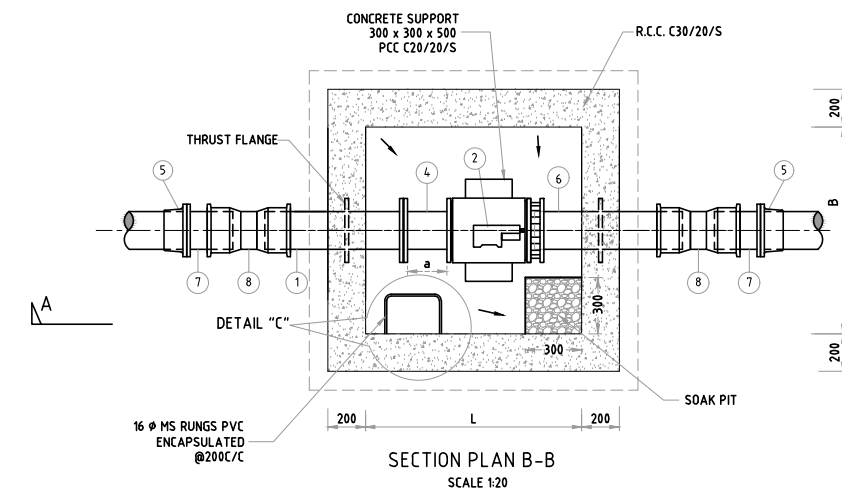 CONCRETE SUPPORT
300 x 300 x 500
PCC C20/20/S
R.C.C. C30/20/S
THRUST FLANGE
200
B
200
5
4
2
6
5
7
8
1
8
7
a
A
DETAIL "C"
300
300
SOAK PIT
16 Ø MS RUNGS PVC
ENCAPSULATED
@200C/C
200
L
200
SECTION PLAN B-B
SCALE 1:20